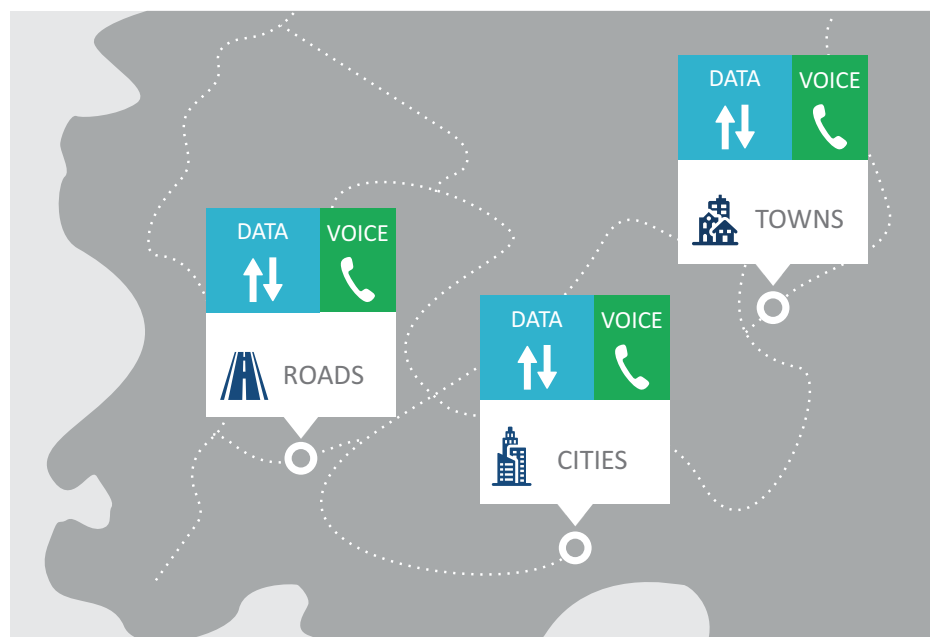 DATA VOICE
TOWNS
DATA VOICE
ROADS
DATA VOICE
CITIES